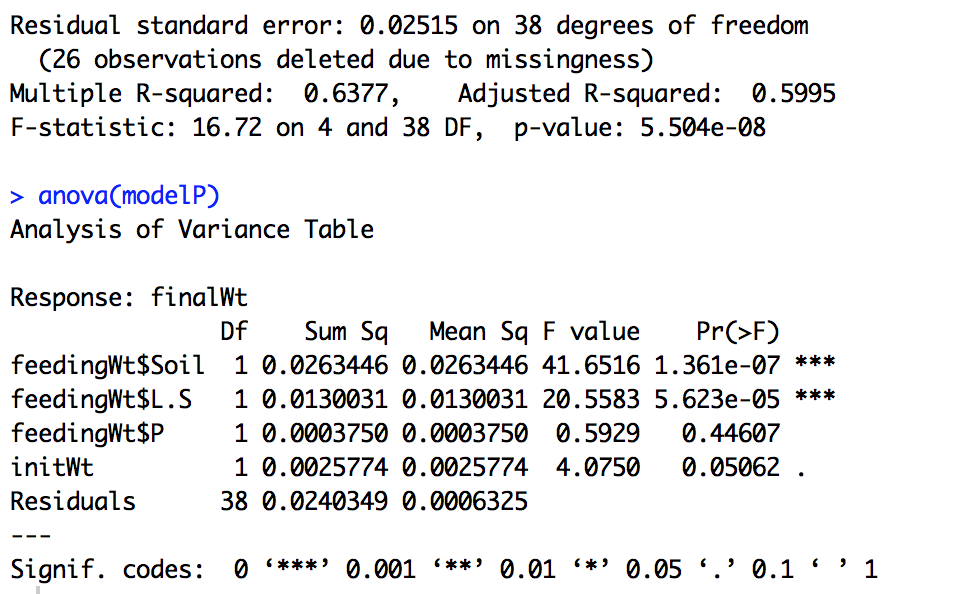 Residual standard error: 0.02515 on 38 degrees of freedom
  (26 observations deleted due to missingness)
Multiple R-squared:  0.6377,    Adjusted R-squared:  0.5995
F-statistic: 16.72 on 4 and 38 DF,  p-value: 5.504e-08

> anova(modelP)
Analysis of Variance Table

Response: finalWt
               Df    Sum Sq   Mean Sq F value    Pr(>F)
feedingWt$Soil  1 0.0263446 0.0263446 41.6516 1.361e-07 ***
feedingWt$L.S   1 0.0130031 0.0130031 20.5583 5.623e-05 ***
feedingWt$P     1 0.0003750 0.0003750  0.5929   0.44607
initWt          1 0.0025774 0.0025774  4.0750   0.05062 .
Residuals      38 0.0240349 0.0006325
---
Signif. codes:  0 ‘***’ 0.001 ‘**’ 0.01 ‘*’ 0.05 ‘.’ 0.1 ‘ ’ 1